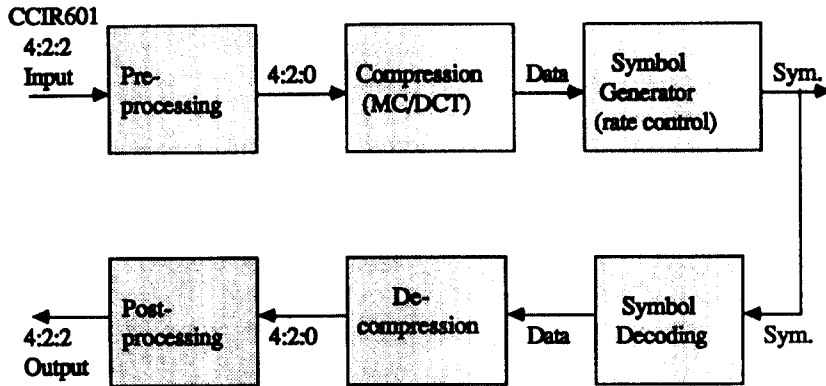 CCIR601
4:2:2
Input
Pre-
processing
4:2:0
Compression
(MC/DCT)
Data
Symbol
Generator
(rate control)
Sym.
4:2:2
Output
Post-
processing
4:2:0
De-
compression
Data
Symbol
Decoding
Sym.